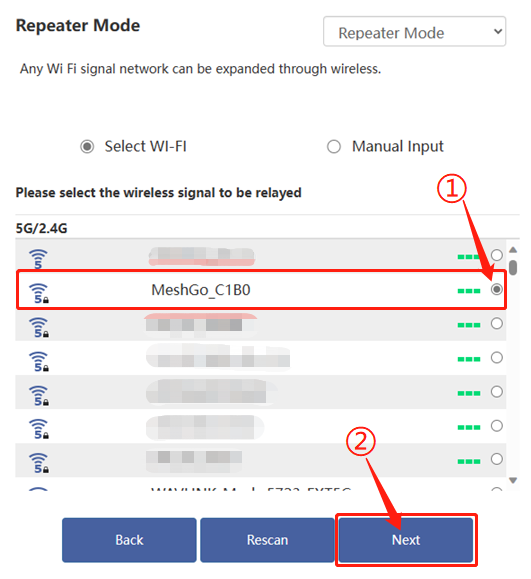 Repeater Mode
Repeater Mode
Any Wi Fi signal network can be expanded through wireless.
Select WI-FI
Manual Input
Please select the wireless signal to be relayed
①
5G/2.4G
5
5
MeshGo_C1B0
5
5
5
5
②
5
Back
Rescan
Next